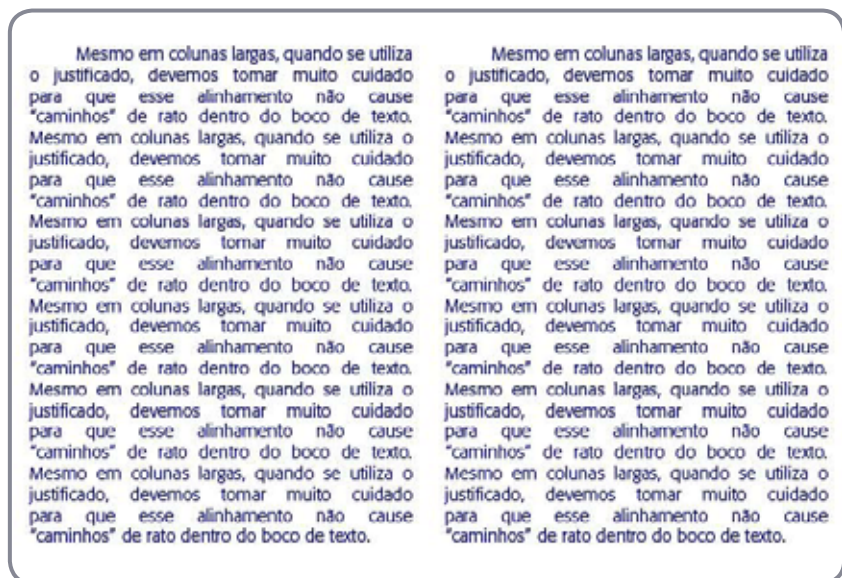 Mesmo em colunas largas, quando se utiliza
o justificado, devemos tomar muito cuidado
para que esse alinhamento não cause
"caminhos" de rato dentro do boco de texto.
Mesmo em colunas largas, quando se utiliza o
justificado, devemos tomar muito cuidado
para que esse alinhamento não cause
"caminhos" de rato dentro do boco de texto.
Mesmo em colunas largas, quando se utiliza o
justificado, devemos tomar muito cuidado
para que esse alinhamento não cause
"caminhos" de rato dentro do boco de texto.
Mesmo em colunas largas, quando se utiliza o
justificado, devemos tomar muito cuidado
para que esse alinhamento não cause
"caminhos" de rato dentro do boco de texto.
Mesmo em colunas largas, quando se utiliza o
justificado, devemos tomar muito cuidado
para que esse alinhamento não cause
"caminhos" de rato dentro do boco de texto.
Mesmo em colunas largas, quando se utiliza o
justificado, devemos tomar muito cuidado
para que esse alinhamento não cause
"caminhos" de rato dentro do boco de texto.
Mesmo em colunas largas, quando se utiliza
o justificado, devemos tomar muito cuidado
para que esse alinhamento não cause
"caminhos" de rato dentro do boco de texto.
Mesmo em colunas largas, quando se utiliza o
justificado, devemos tomar muito cuidado
para que esse alinhamento não cause
"caminhos" de rato dentro do boco de texto.
Mesmo em colunas largas, quando se utiliza o
justificado, devemos tomar muito cuidado
para que esse alinhamento não cause
"caminhos" de rato dentro do boco de texto.
Mesmo em colunas largas, quando se utiliza o
justificado, devemos tomar muito cuidado
para que esse alinhamento não cause
"caminhos" de rato dentro do boco de texto.
Mesmo em colunas largas, quando se utiliza o
justificado, devemos tomar muito cuidado
para que esse alinhamento não cause
"caminhos" de rato dentro do boco de texto.
Mesmo em colunas largas, quando se utiliza o
justificado, devemos tomar muito cuidado
para que esse alinhamento não cause
"caminhos" de rato dentro do boco de texto.